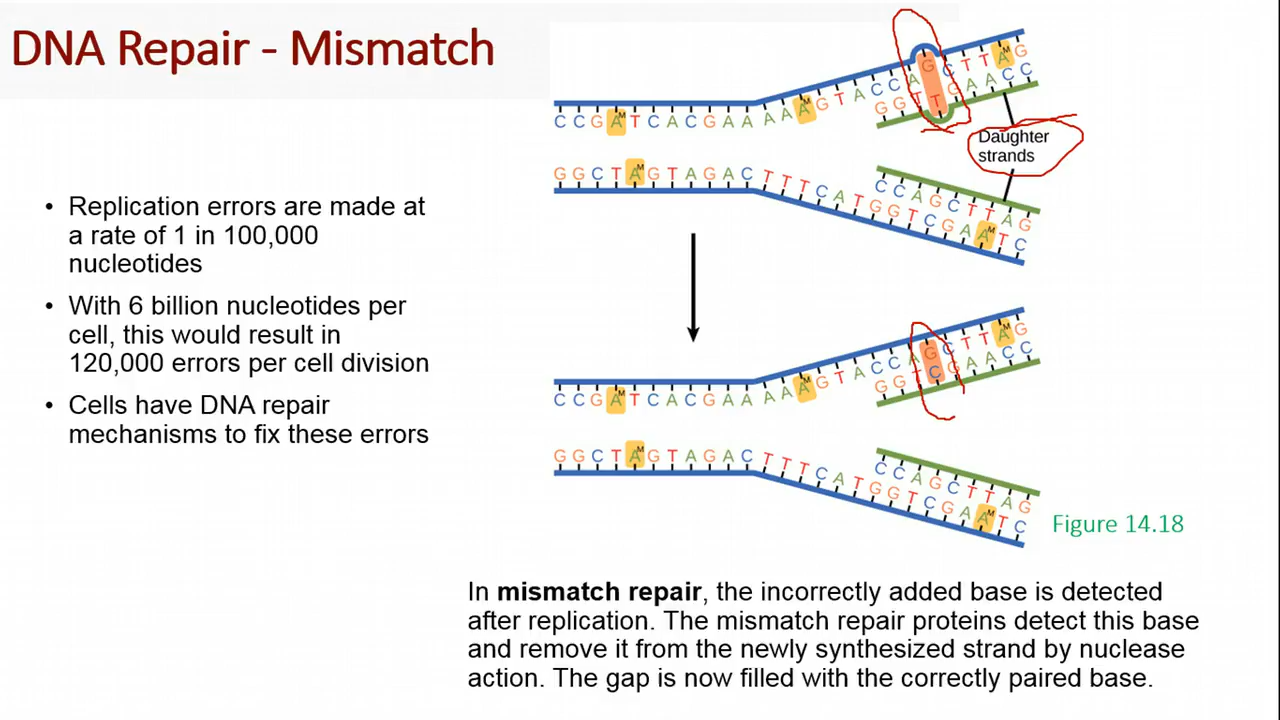 DNA Repair - Mismatch
• Replication errors are made at
a rate of 1 in 100,000
nucleotides
• With 6 billion nucleotides per
cell, this would result in
120,000 errors per cell division
• Cells have DNA repair
mechanisms to fix these errors
C C G A M T C A C G A A A A A M G T A C C A G C T T A M G
G G T T G A A C C
Daughter
strands
G G C T A M G T A G A C T T T C A T G G T C G A A M T C
C C A G C T T A G
C C G A M T C A C G A A A A A M G T A C C A G C T T A M G
G G T C G A A C C
G G C T A M G T A G A C T T T C A T G G T C G A A M T C
C C A G C T T A G
Figure 14.18
In mismatch repair, the incorrectly added base is detected
after replication. The mismatch repair proteins detect this base
and remove it from the newly synthesized strand by nuclease
action. The gap is now filled with the correctly paired base.